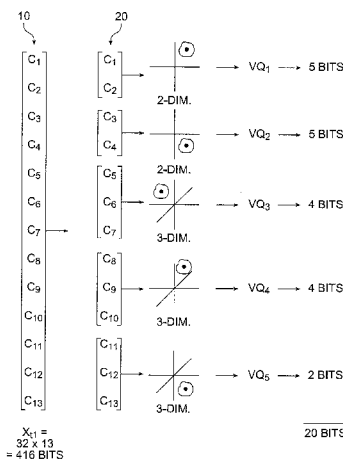 10 20
C1
C2
C3
C4
C5
C6
C7
C8
C9
C10
C11
C12
C13
Xt1 =
32 x 13
= 416 BITS
C1
C2
2-DIM.
VQ1
5 BITS
C3
C4
2-DIM.
VQ2
5 BITS
C5
C6
C7
3-DIM.
VQ3
4 BITS
C8
C9
C10
3-DIM.
VQ4
4 BITS
C11
C12
C13
3-DIM.
VQ5
2 BITS
20 BITS